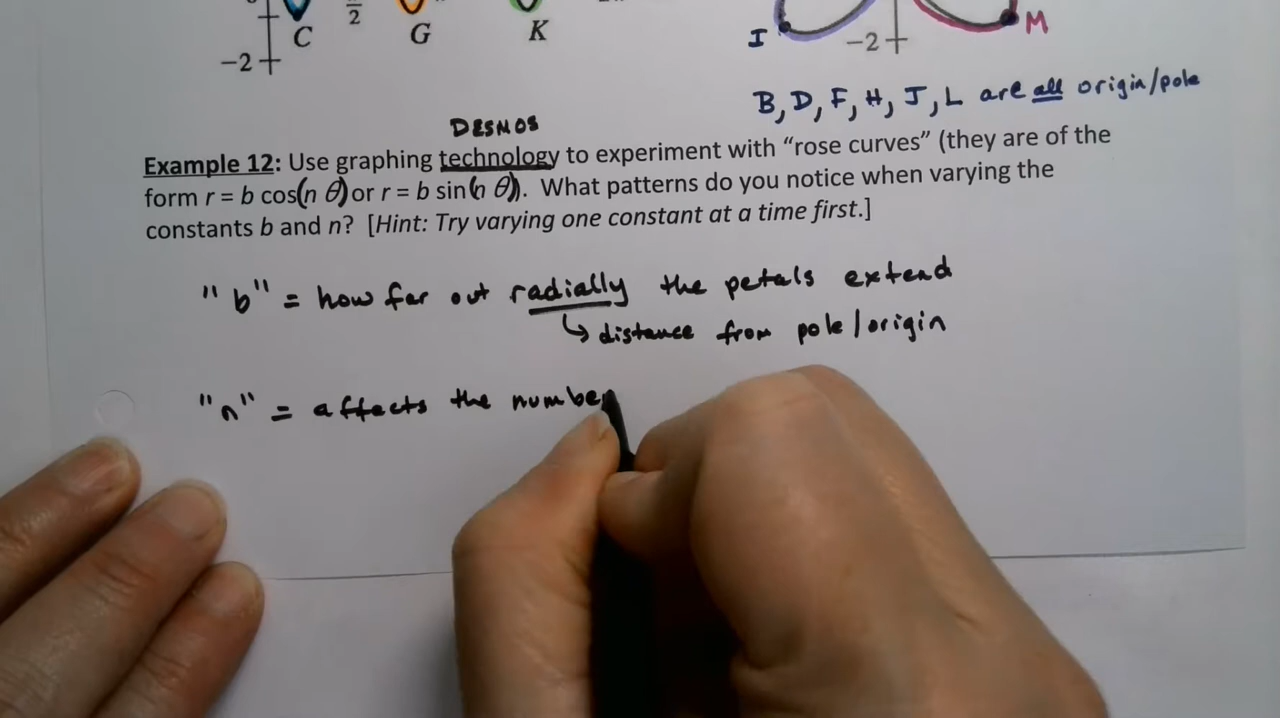 π/2
C
G
K
-2
I
-2
M
B, D, F, H, J, L are all origin/pole
DESMOS
Example 12: Use graphing technology to experiment with “rose curves” (they are of the
form r = b cos(n θ) or r = b sin(n θ). What patterns do you notice when varying the
constants b and n? [Hint: Try varying one constant at a time first.]
"b" = how far out radially the petals extend
↳ distance from pole/origin
"n" = affects the number